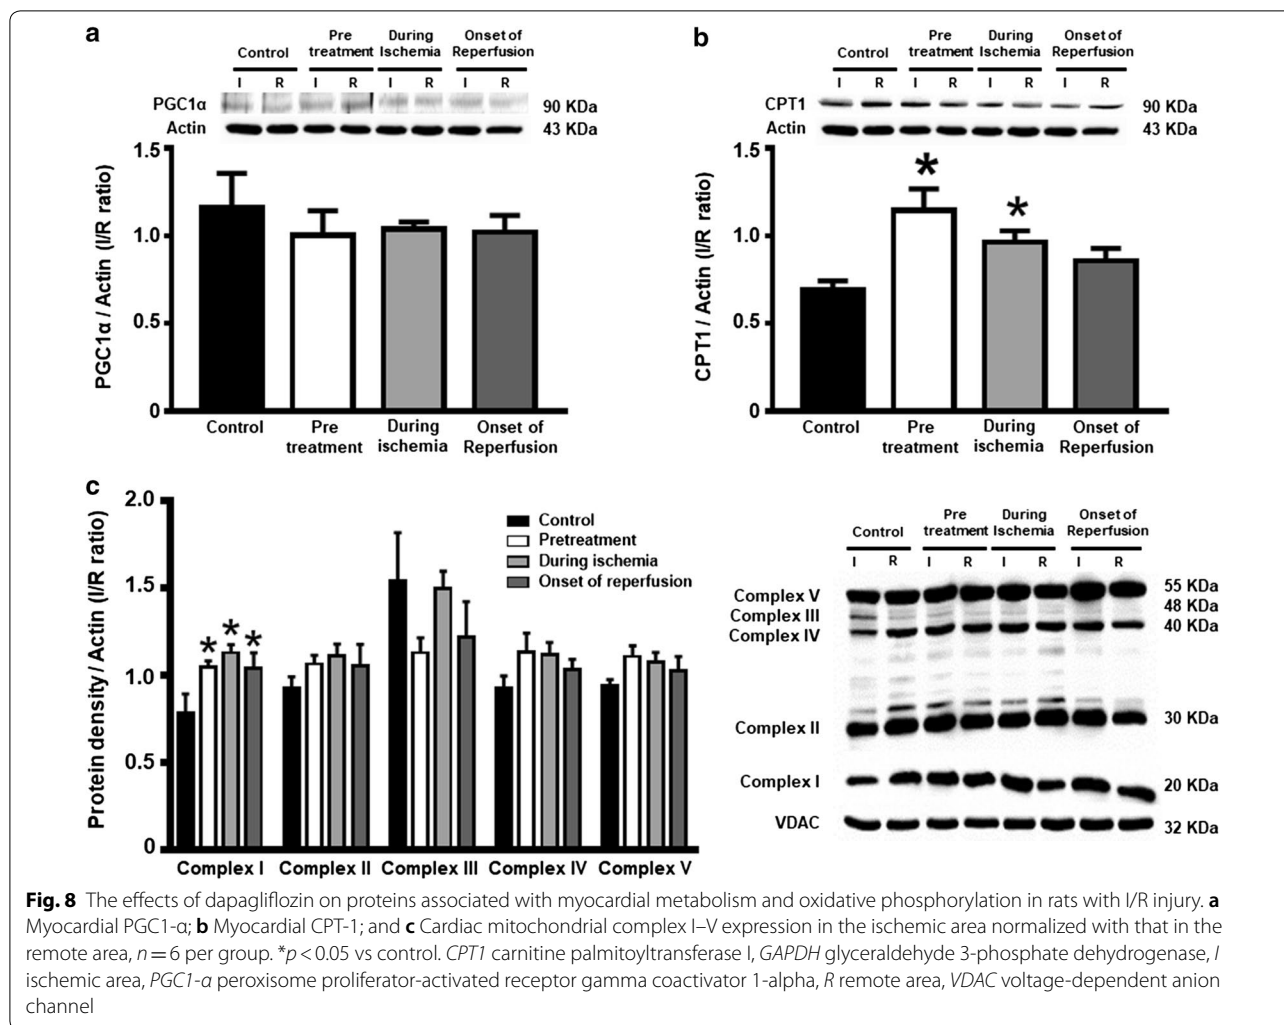 a
Control
Pre treatment
During Ischemia
Onset of Reperfusion
I R I R I R I R
PGC1α 90 KDa
Actin 43 KDa
PGC1α / Actin (I/R ratio)
1.5
1.0
0.5
0
Control
Pre treatment
During ischemia
Onset of Reperfusion
b
Control
Pre treatment
During Ischemia
Onset of Reperfusion
I R I R I R I R
CPT1 90 KDa
Actin 43 KDa
CPT1 / Actin (I/R ratio)
1.5
1.0
0.5
0
*
*
Control
Pre treatment
During ischemia
Onset of Reperfusion
c
Protein density / Actin (I/R ratio)
2.0
1.5
1.0
0.5
0
Control
Pretreatment
During ischemia
Onset of reperfusion
* * *
Complex I Complex II Complex III Complex IV Complex V
Control
Pre treatment
During Ischemia
Onset of Reperfusion
I R I R I R I R
Complex V 55 KDa
Complex III 48 KDa
Complex IV 40 KDa
Complex II 30 KDa
Complex I 20 KDa
VDAC 32 KDa
Fig. 8 The effects of dapagliflozin on proteins associated with myocardial metabolism and oxidative phosphorylation in rats with I/R injury. a
Myocardial PGC1-α; b Myocardial CPT-1; and c Cardiac mitochondrial complex I–V expression in the ischemic area normalized with that in the
remote area, n = 6 per group. *p < 0.05 vs control. CPT1 carnitine palmitoyltransferase I, GAPDH glyceraldehyde 3-phosphate dehydrogenase, I
ischemic area, PGC1-α peroxisome proliferator-activated receptor gamma coactivator 1-alpha, R remote area, VDAC voltage-dependent anion
channel